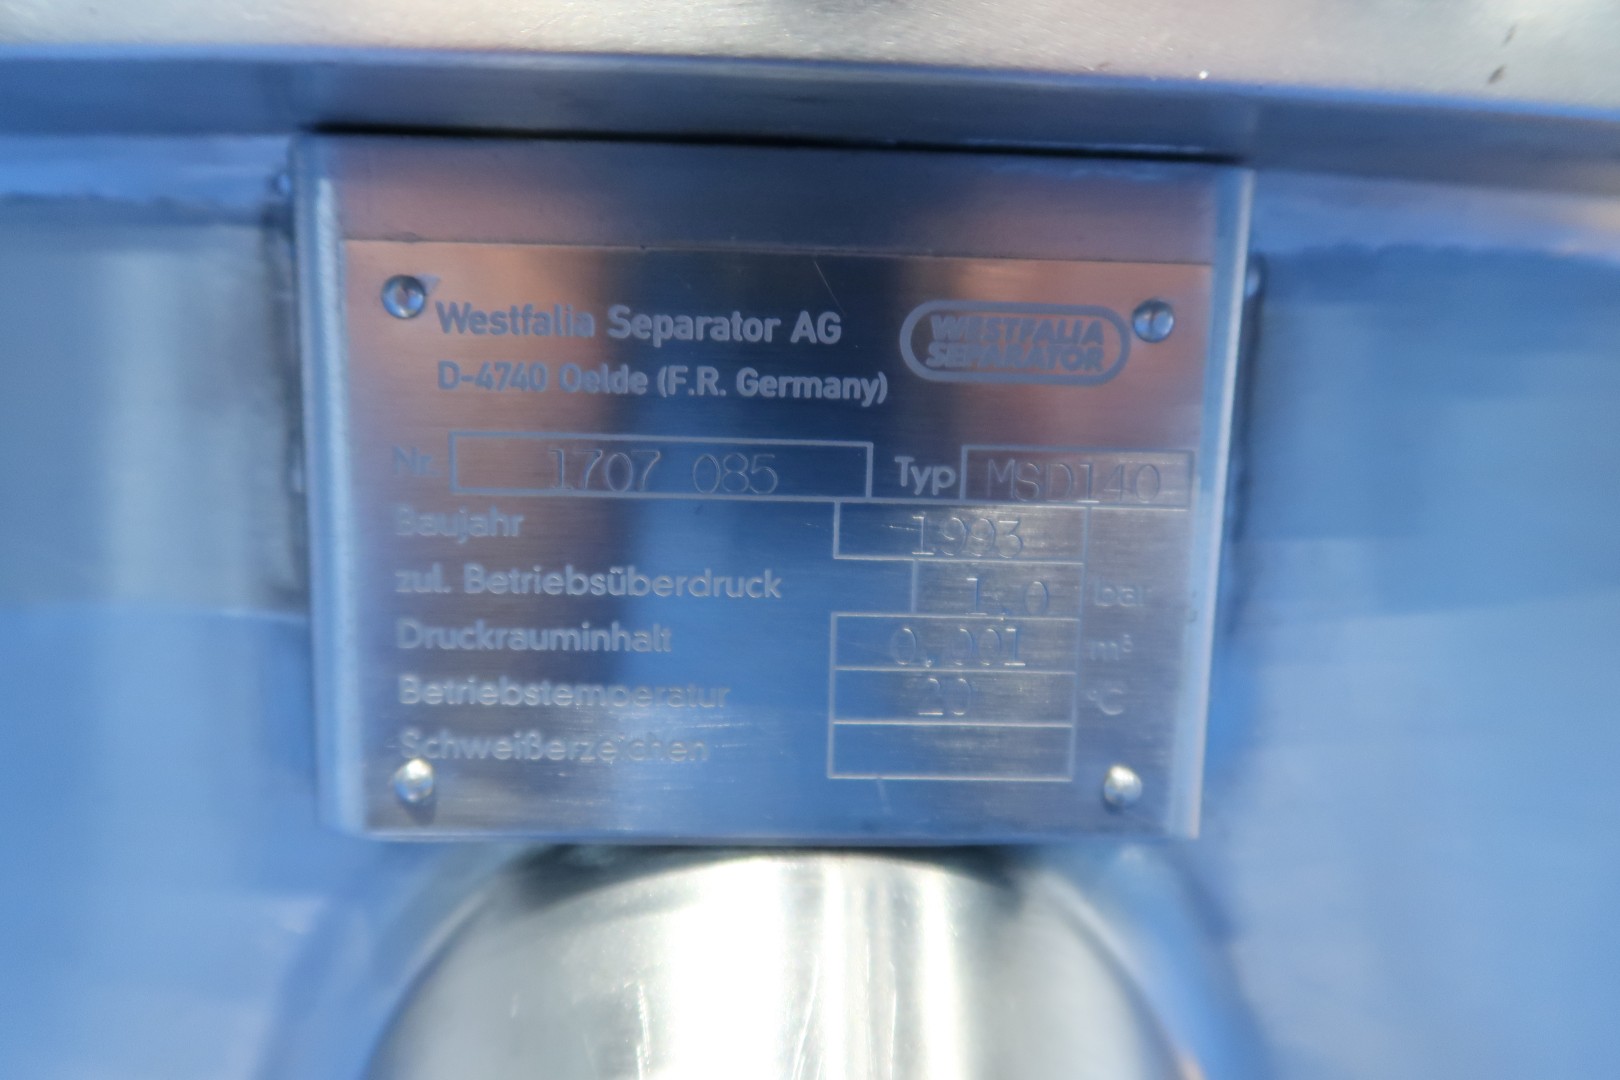 Westfalia Separator AG
WESTFALIA
SEPARATOR
D-4740 Oelde (F.R. Germany)
Nr. 1707 085 Typ MSD140
Baujahr 1993
zul. Betriebsüberdruck 1,0 bar
Druckrauminhalt 0,001 m³
Betriebstemperatur 20 °C
Schweißerzeichen